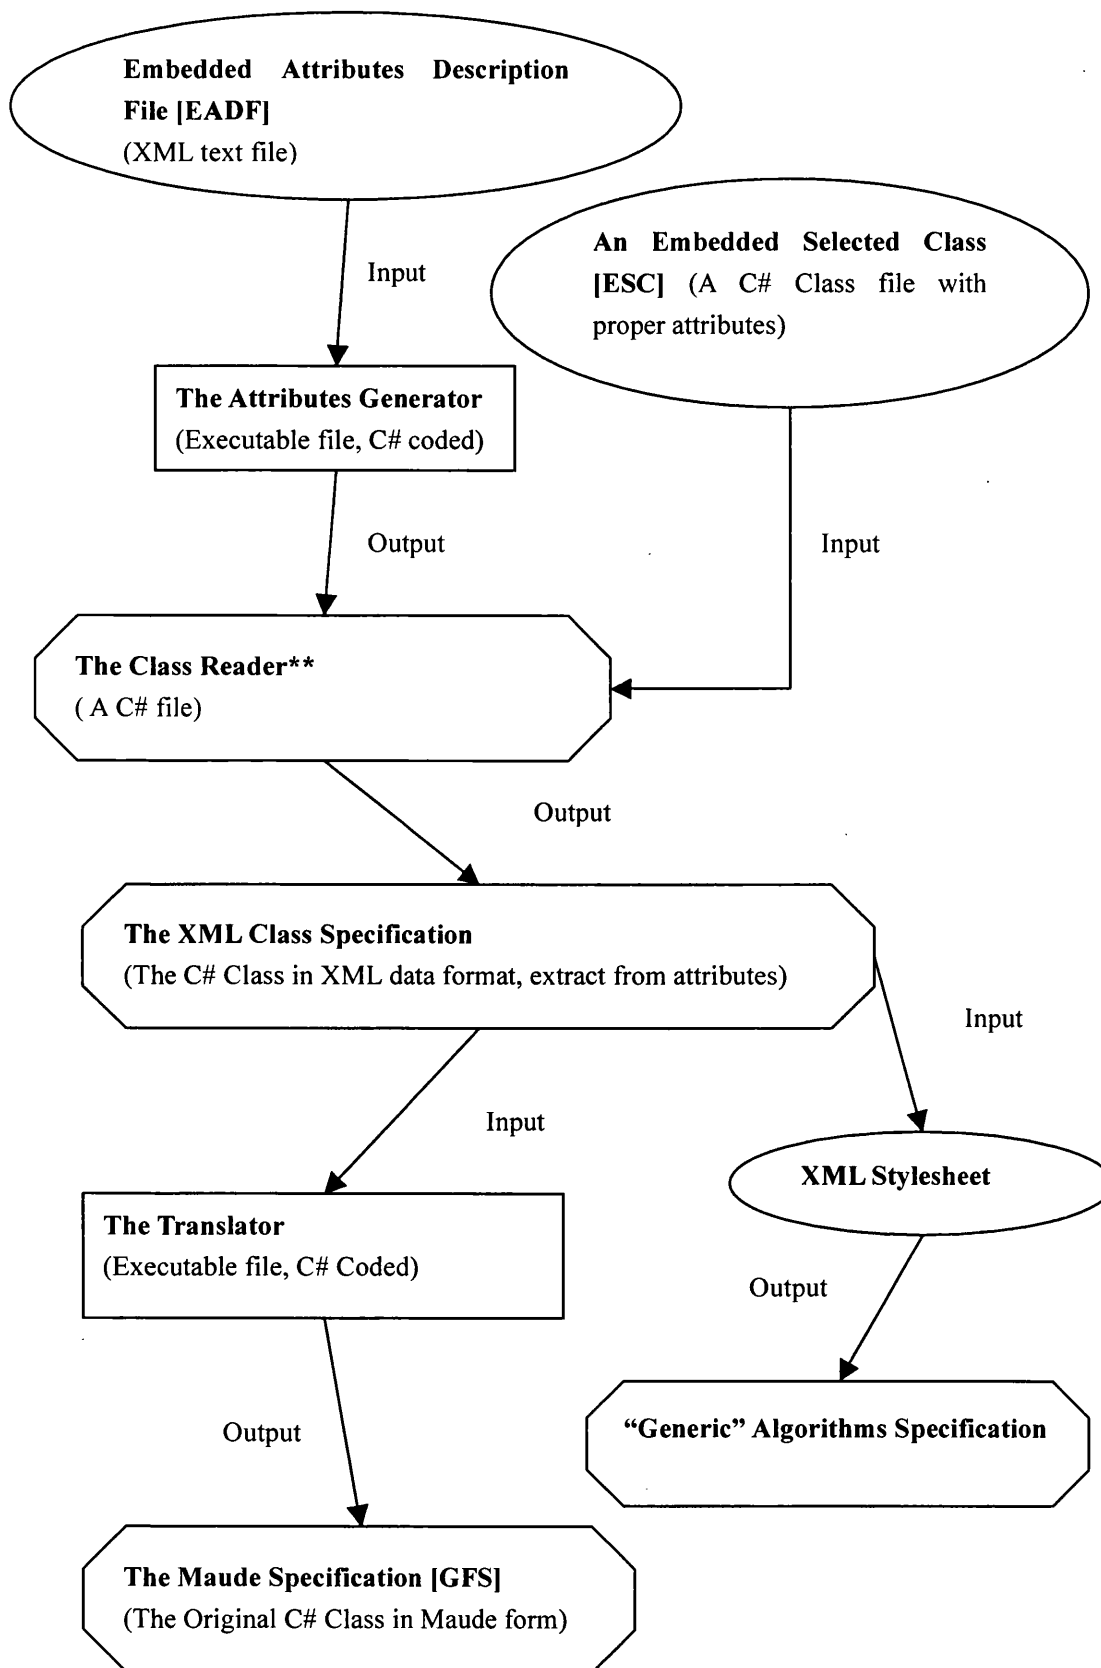 Embedded Attributes Description
File [EADF]
(XML text file)
An Embedded Selected Class
[ESC] (A C# Class file with
proper attributes)
Input
The Attributes Generator
(Executable file, C# coded)
Output
Input
The Class Reader**
( A C# file)
Output
The XML Class Specification
(The C# Class in XML data format, extract from attributes)
Input
Input
XML Stylesheet
The Translator
(Executable file, C# Coded)
Output
“Generic” Algorithms Specification
Output
The Maude Specification [GFS]
(The Original C# Class in Maude form)